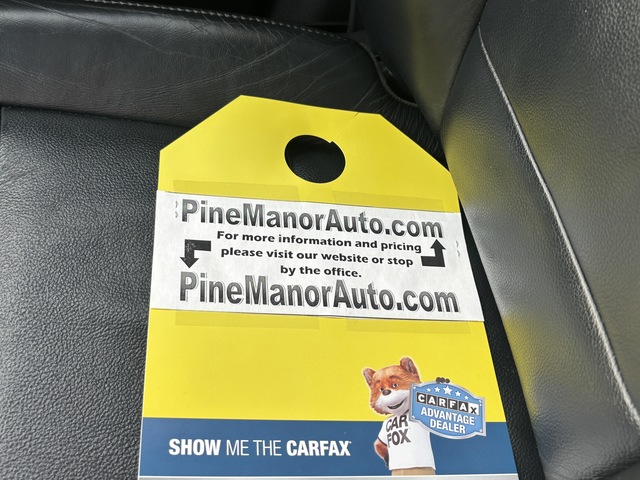 PineManorAuto.com
For more information and pricing
please visit our website or stop
by the office.
PineManorAuto.com
CAR
FOX
CARFAX
ADVANTAGE
DEALER
SHOW ME THE CARFAX